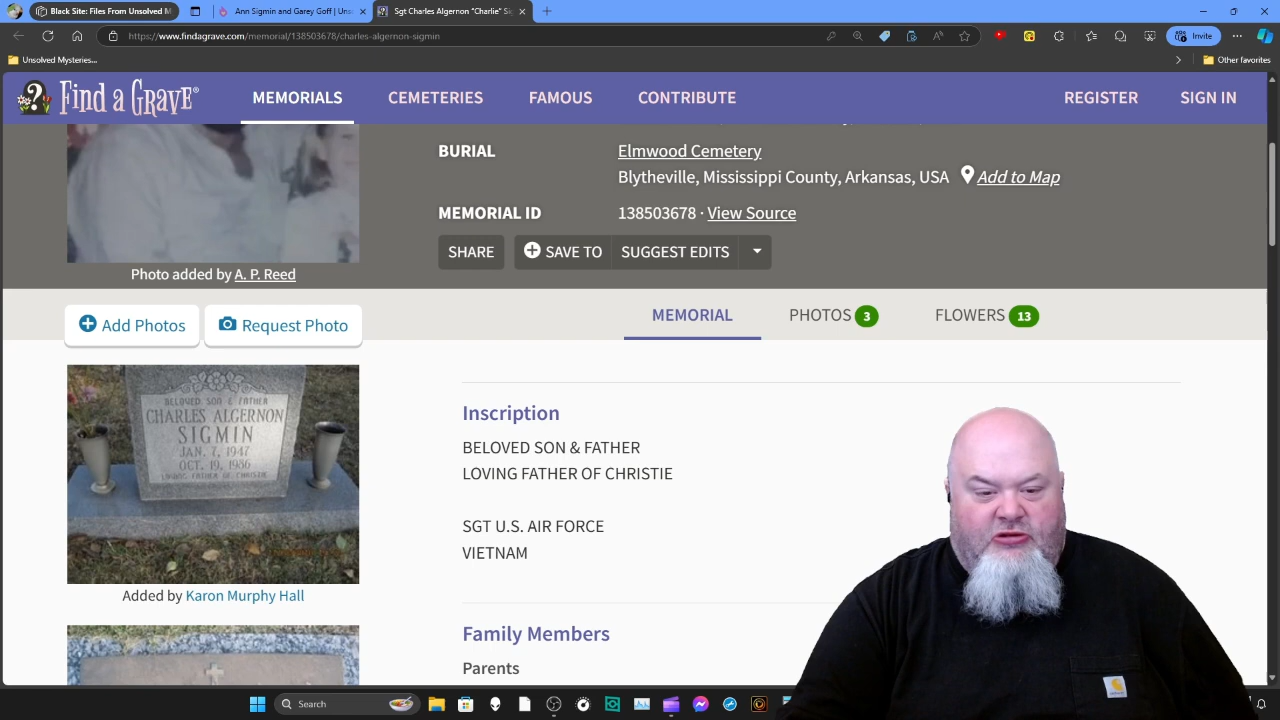 Black Site: Files From Unsolved M
Ann Sigmin and Garey Goff | Uns
Sgt Charles Algernon "Charlie" Sig
https://www.findagrave.com/memorial/138503678/charles-algernon-sigmin
Invite
Unsolved Mysteries...
Other favorites
FIND A GRAVE®
MEMORIALS
CEMETERIES
FAMOUS
CONTRIBUTE
REGISTER
SIGN IN
BURIAL
Elmwood Cemetery
Blytheville, Mississippi County, Arkansas, USA
Add to Map
MEMORIAL ID
138503678 · View Source
SHARE
SAVE TO
SUGGEST EDITS
Photo added by A. P. Reed
Add Photos
Request Photo
MEMORIAL
PHOTOS 3
FLOWERS 13
BELOVED SON & FATHER
CHARLES ALGERNON
SIGMIN
JAN. 7, 1947
OCT. 19, 1986
LOVING FATHER OF CHRISTIE
Added by Karon Murphy Hall
Inscription
BELOVED SON & FATHER
LOVING FATHER OF CHRISTIE
SGT U.S. AIR FORCE
VIETNAM
Family Members
Parents
Search